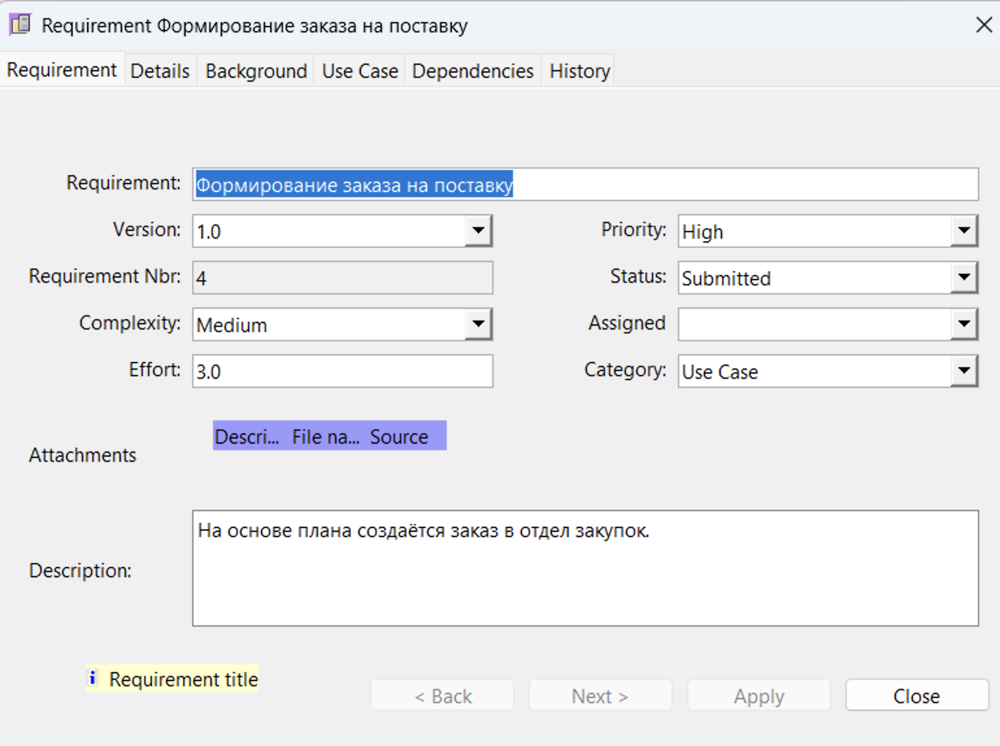 Requirement Формирование заказа на поставку
Requirement Details Background Use Case Dependencies History
Requirement: Формирование заказа на поставку
Version: 1.0 Priority: High
Requirement Nbr: 4 Status: Submitted
Complexity: Medium Assigned
Effort: 3.0 Category: Use Case
Descri... File na... Source
Attachments
На основе плана создаётся заказ в отдел закупок.
Description:
i Requirement title
< Back Next > Apply Close